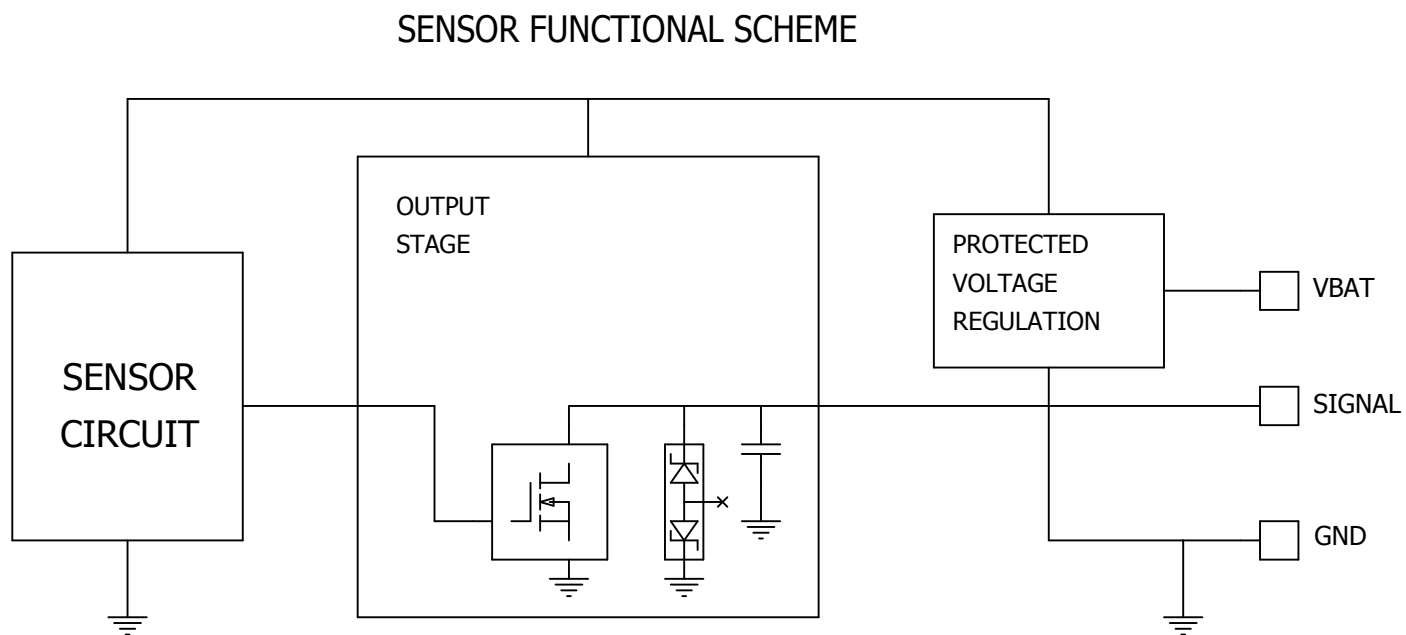 SENSOR FUNCTIONAL SCHEME
OUTPUT
STAGE
PROTECTED
VOLTAGE
REGULATION
VBAT
SENSOR
CIRCUIT
SIGNAL
GND